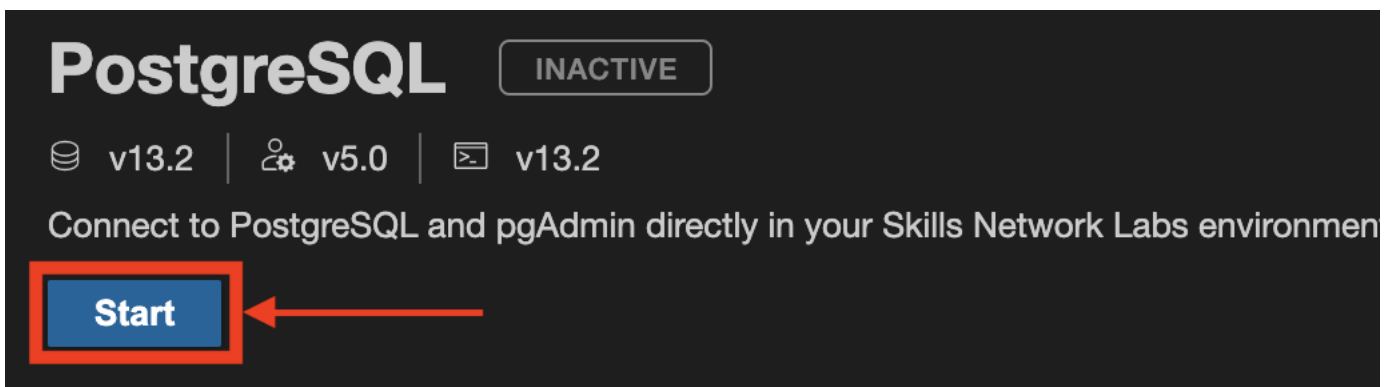 PostgreSQL INACTIVE
v13.2 v5.0 v13.2
Connect to PostgreSQL and pgAdmin directly in your Skills Network Labs environment
Start